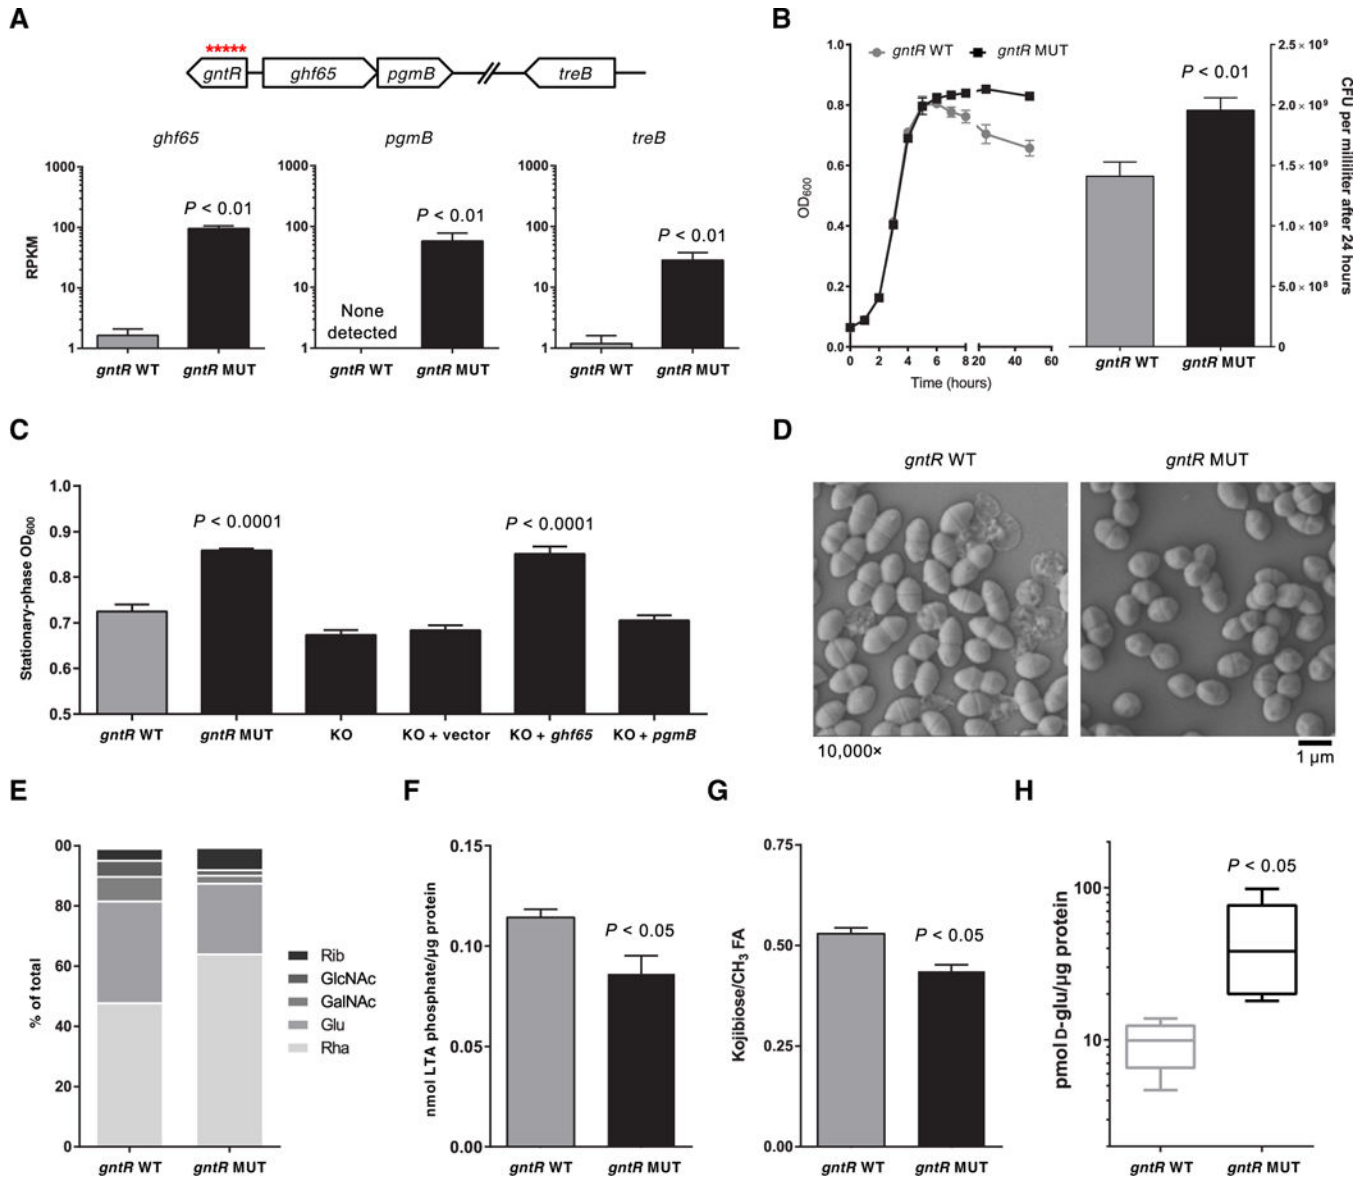 A
*****
gntR ghf65 pgmB treB
ghf65 pgmB treB
RPKM
1000
100
10
1
P < 0.01
gntR WT gntR MUT
1000
100
10
1
None
detected
P < 0.01
gntR WT gntR MUT
1000
100
10
1
P < 0.01
gntR WT gntR MUT
B
gntR WT gntR MUT
OD600
1.0
0.8
0.6
0.4
0.2
0.0
0 2 4 6 8 20 40 60
Time (hours)
P < 0.01
2.5 × 10⁹
2.0 × 10⁹
1.5 × 10⁹
1.0 × 10⁹
5.0 × 10⁸
0
CFU per milliliter after 24 hours
gntR WT gntR MUT
C
Stationary-phase OD600
1.0
0.9
0.8
0.7
0.6
0.5
P < 0.0001 P < 0.0001
gntR WT gntR MUT KO KO + vector KO + ghf65 KO + pgmB
D
gntR WT gntR MUT
10,000×
1 µm
E
% of total
00
80
60
40
20
0
gntR WT gntR MUT
Rib
GlcNAc
GalNAc
Glu
Rha
F
nmol LTA phosphate/µg protein
0.15
0.10
0.05
0.00
P < 0.05
gntR WT gntR MUT
G
Kojibiose/CH3 FA
0.75
0.50
0.25
0.00
P < 0.05
gntR WT gntR MUT
H
pmol D-glu/µg protein
100
10
P < 0.05
gntR WT gntR MUT